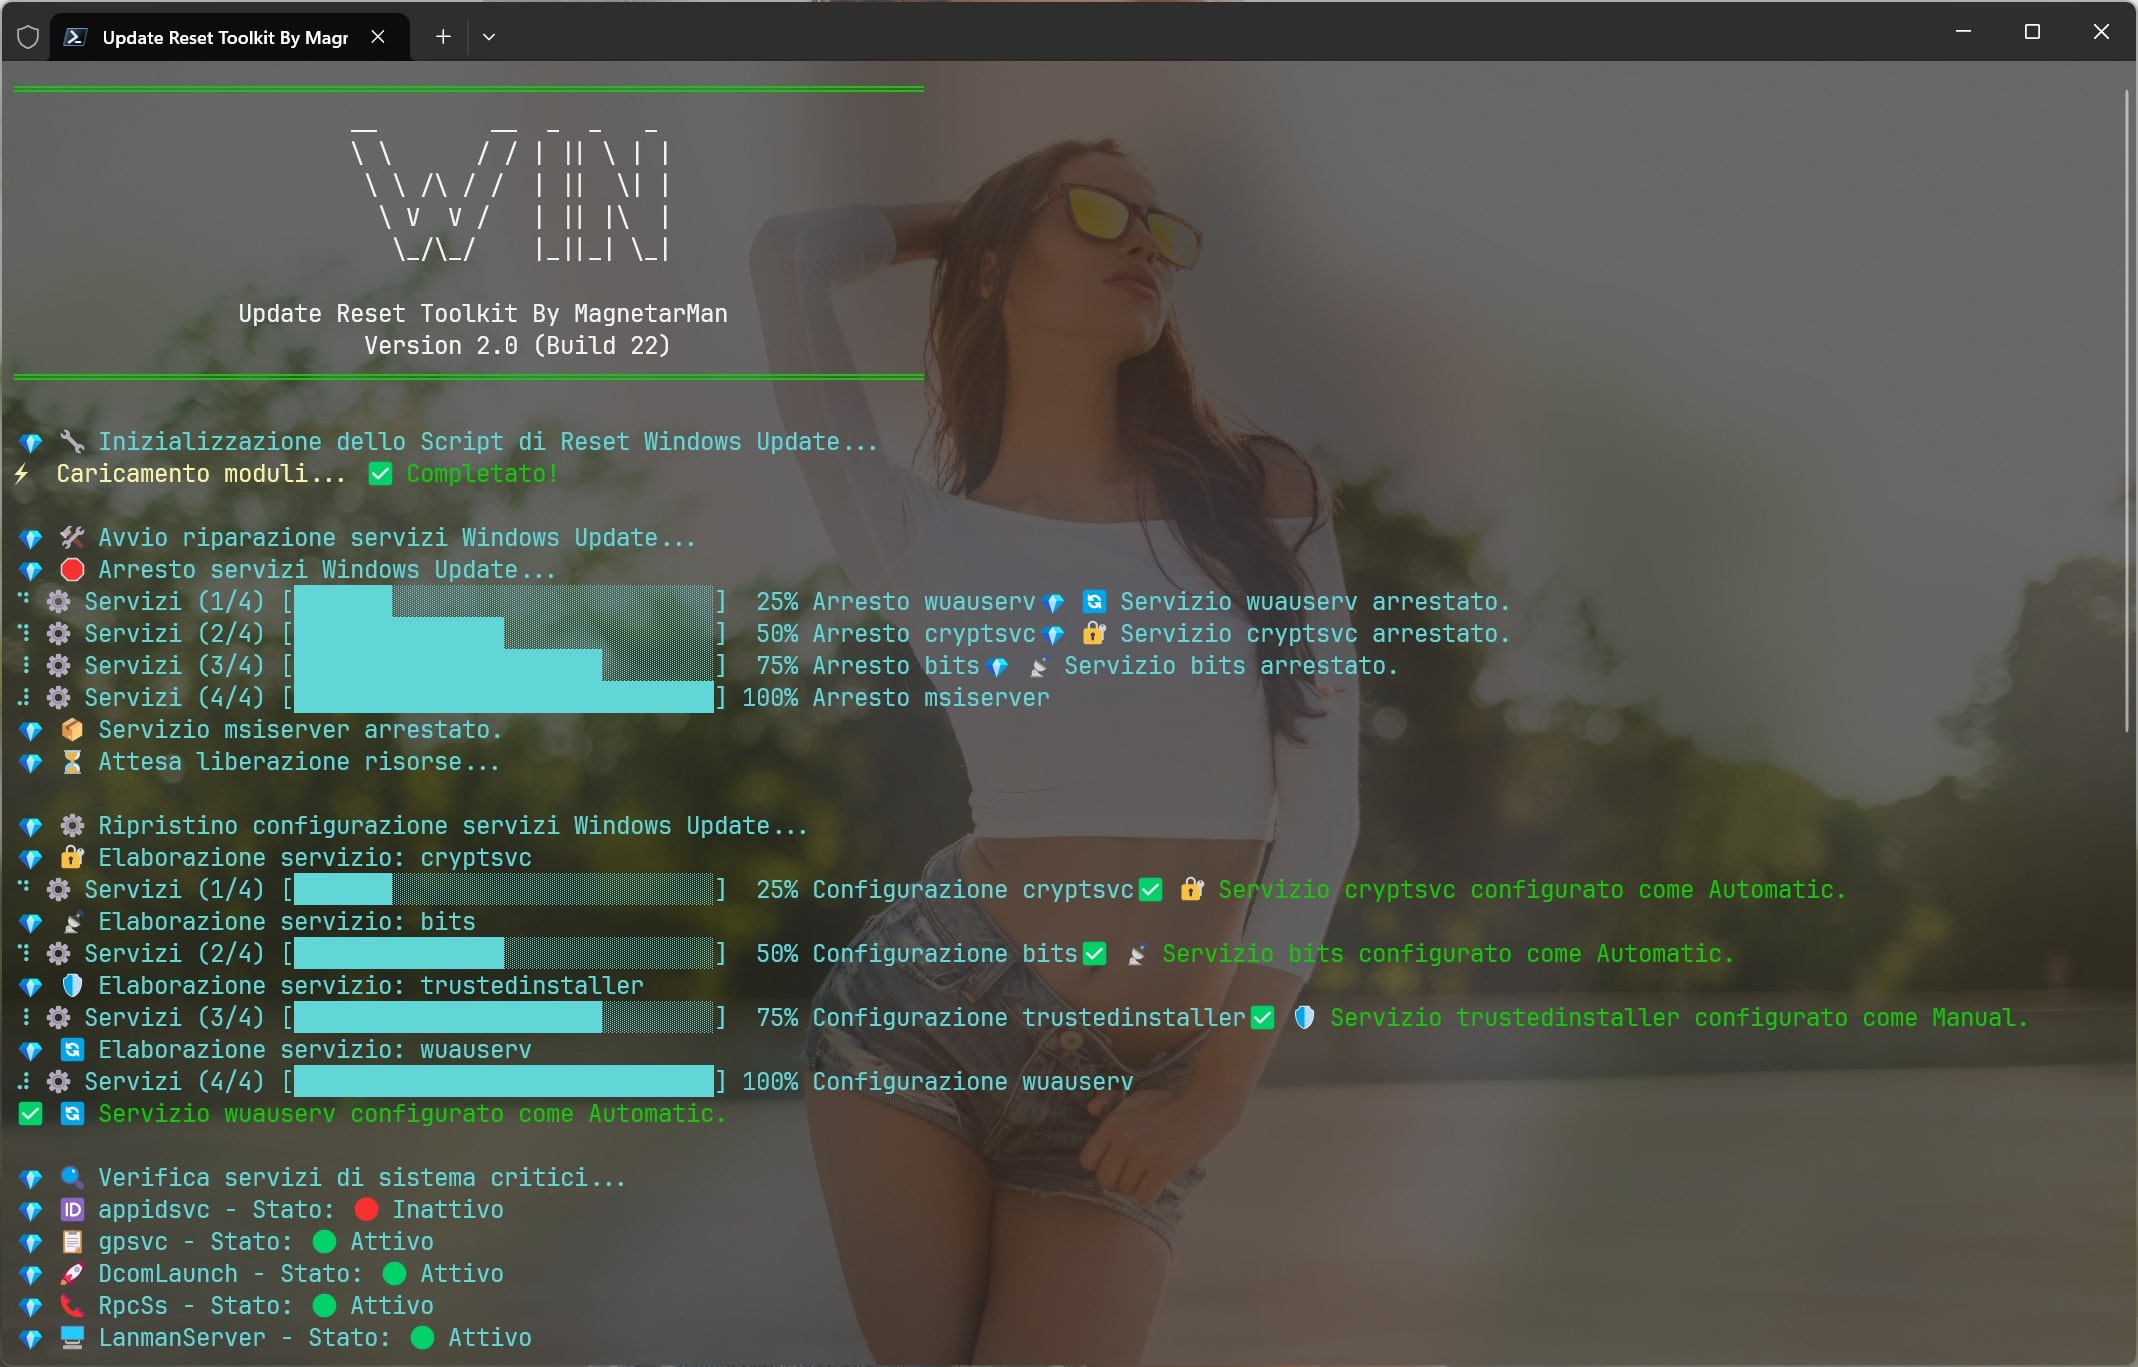 Update Reset Toolkit By Magr
WIN
Update Reset Toolkit By MagnetarMan
Version 2.0 (Build 22)
💎 🔧 Inizializzazione dello Script di Reset Windows Update...
⚡ Caricamento moduli... ✅ Completato!
💎 🛠️ Avvio riparazione servizi Windows Update...
💎 🛑 Arresto servizi Windows Update...
⚙️ Servizi (1/4) [ ] 25% Arresto wuauserv💎 🔄 Servizio wuauserv arrestato.
⚙️ Servizi (2/4) [ ] 50% Arresto cryptsvc💎 🔐 Servizio cryptsvc arrestato.
⚙️ Servizi (3/4) [ ] 75% Arresto bits💎 📡 Servizio bits arrestato.
⚙️ Servizi (4/4) [ ] 100% Arresto msiserver
💎 📦 Servizio msiserver arrestato.
💎 ⏳ Attesa liberazione risorse...
💎 ⚙️ Ripristino configurazione servizi Windows Update...
💎 🔐 Elaborazione servizio: cryptsvc
⚙️ Servizi (1/4) [ ] 25% Configurazione cryptsvc✅ 🔐 Servizio cryptsvc configurato come Automatic.
💎 📡 Elaborazione servizio: bits
⚙️ Servizi (2/4) [ ] 50% Configurazione bits✅ 📡 Servizio bits configurato come Automatic.
💎 🛡️ Elaborazione servizio: trustedinstaller
⚙️ Servizi (3/4) [ ] 75% Configurazione trustedinstaller✅ 🛡️ Servizio trustedinstaller configurato come Manual.
💎 🔄 Elaborazione servizio: wuauserv
⚙️ Servizi (4/4) [ ] 100% Configurazione wuauserv
✅ 🔄 Servizio wuauserv configurato come Automatic.
💎 🔍 Verifica servizi di sistema critici...
💎 🆔 appidsvc - Stato: 🔴 Inattivo
💎 📋 gpsvc - Stato: 🟢 Attivo
💎 🚀 DcomLaunch - Stato: 🟢 Attivo
💎 📞 RpcSs - Stato: 🟢 Attivo
💎 🖥️ LanmanServer - Stato: 🟢 Attivo